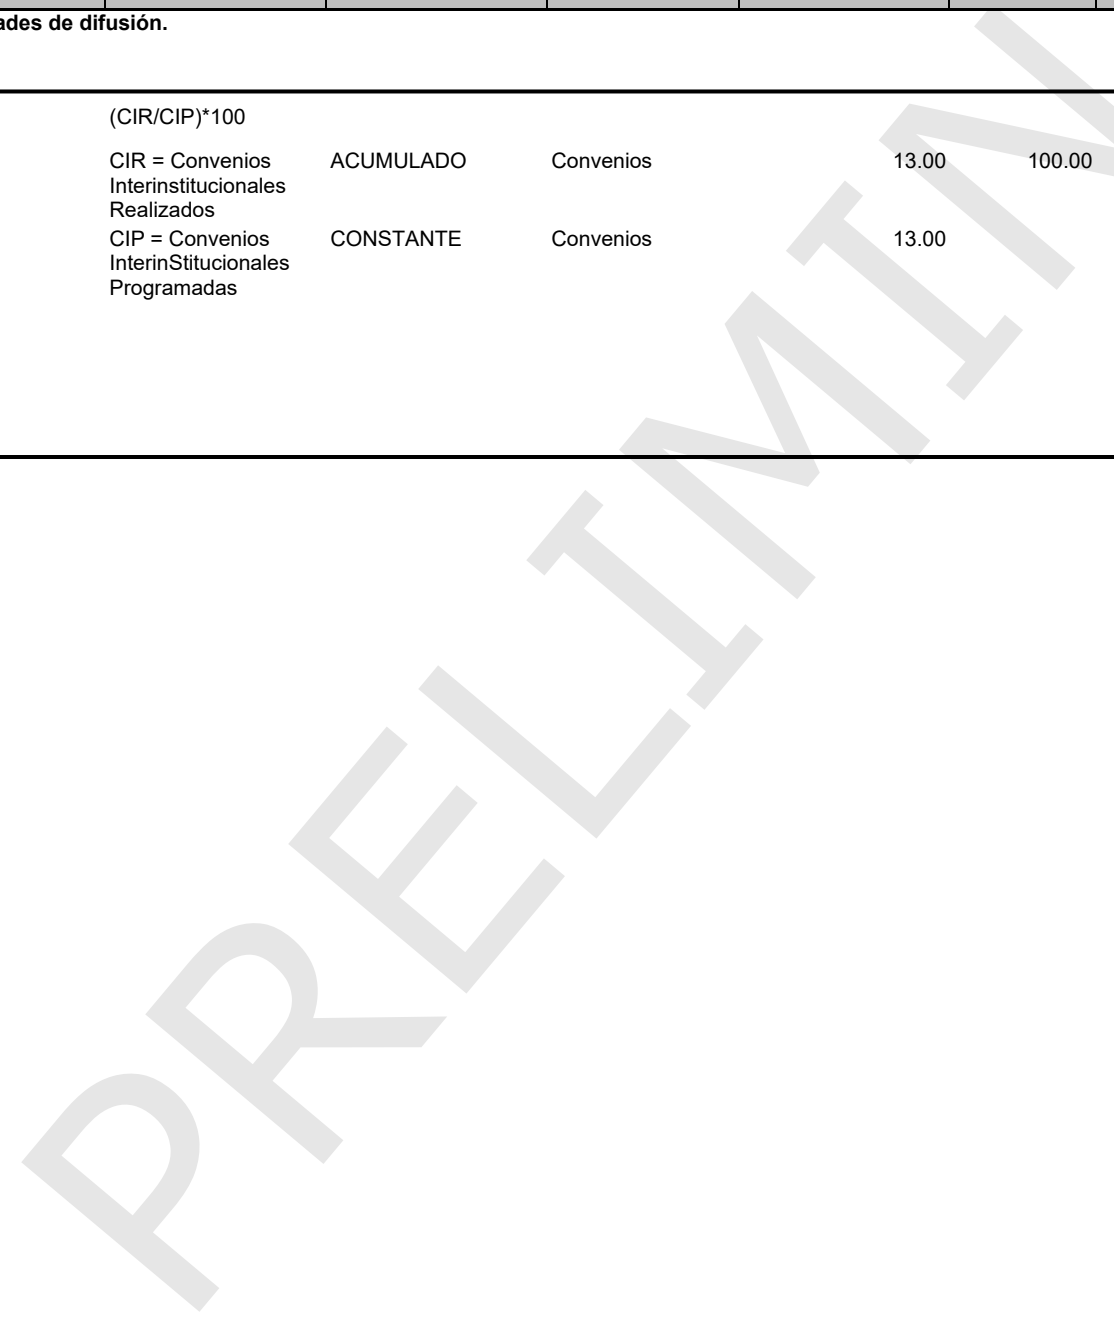 ades de difusión.
(CIR/CIP)*100
CIR = Convenios ACUMULADO Convenios 13.00 100.00
Interinstitucionales
Realizados
CIP = Convenios CONSTANTE Convenios 13.00
InterinStitucionales
Programadas
PRELIMIN